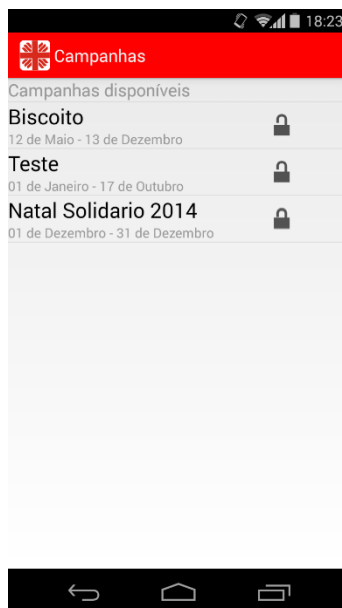 18:23
Campanhas
Campanhas disponíveis
Biscoito
12 de Maio - 13 de Dezembro
Teste
01 de Janeiro - 17 de Outubro
Natal Solidario 2014
01 de Dezembro - 31 de Dezembro